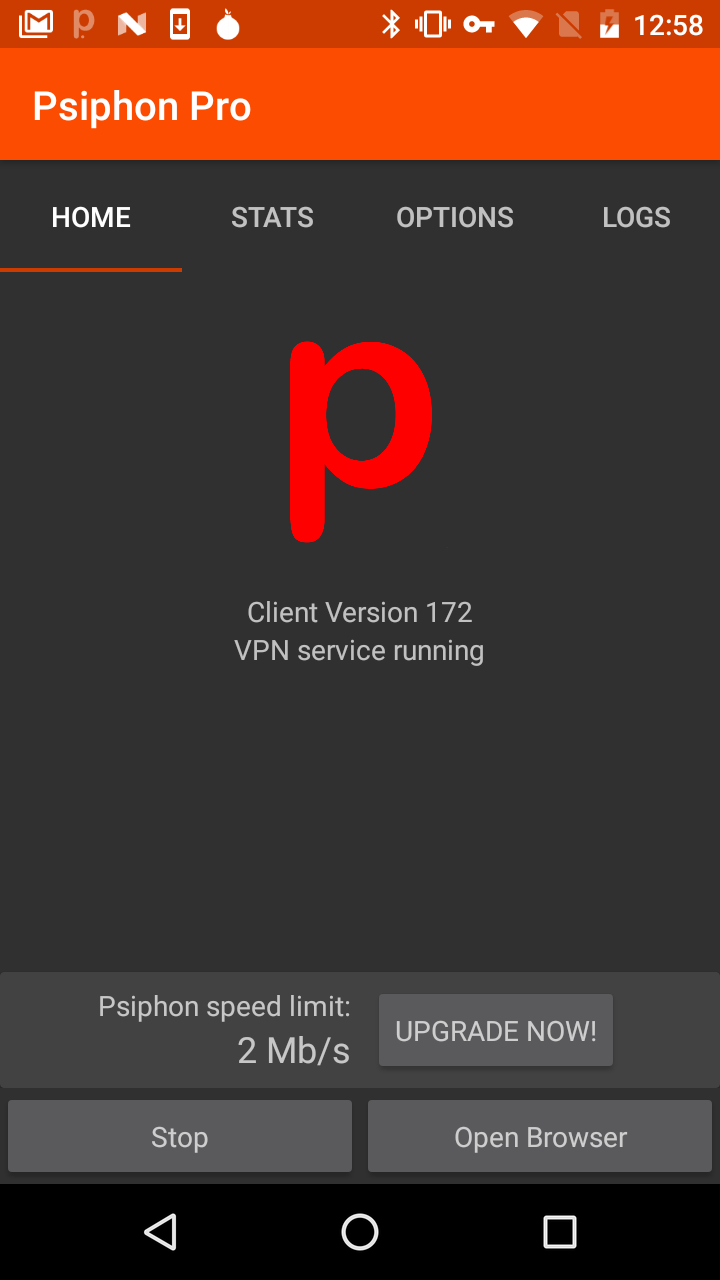 12:58
Psiphon Pro
HOME
STATS
OPTIONS
LOGS
p
Client Version 172
VPN service running
Psiphon speed limit:
2 Mb/s
UPGRADE NOW!
Stop
Open Browser